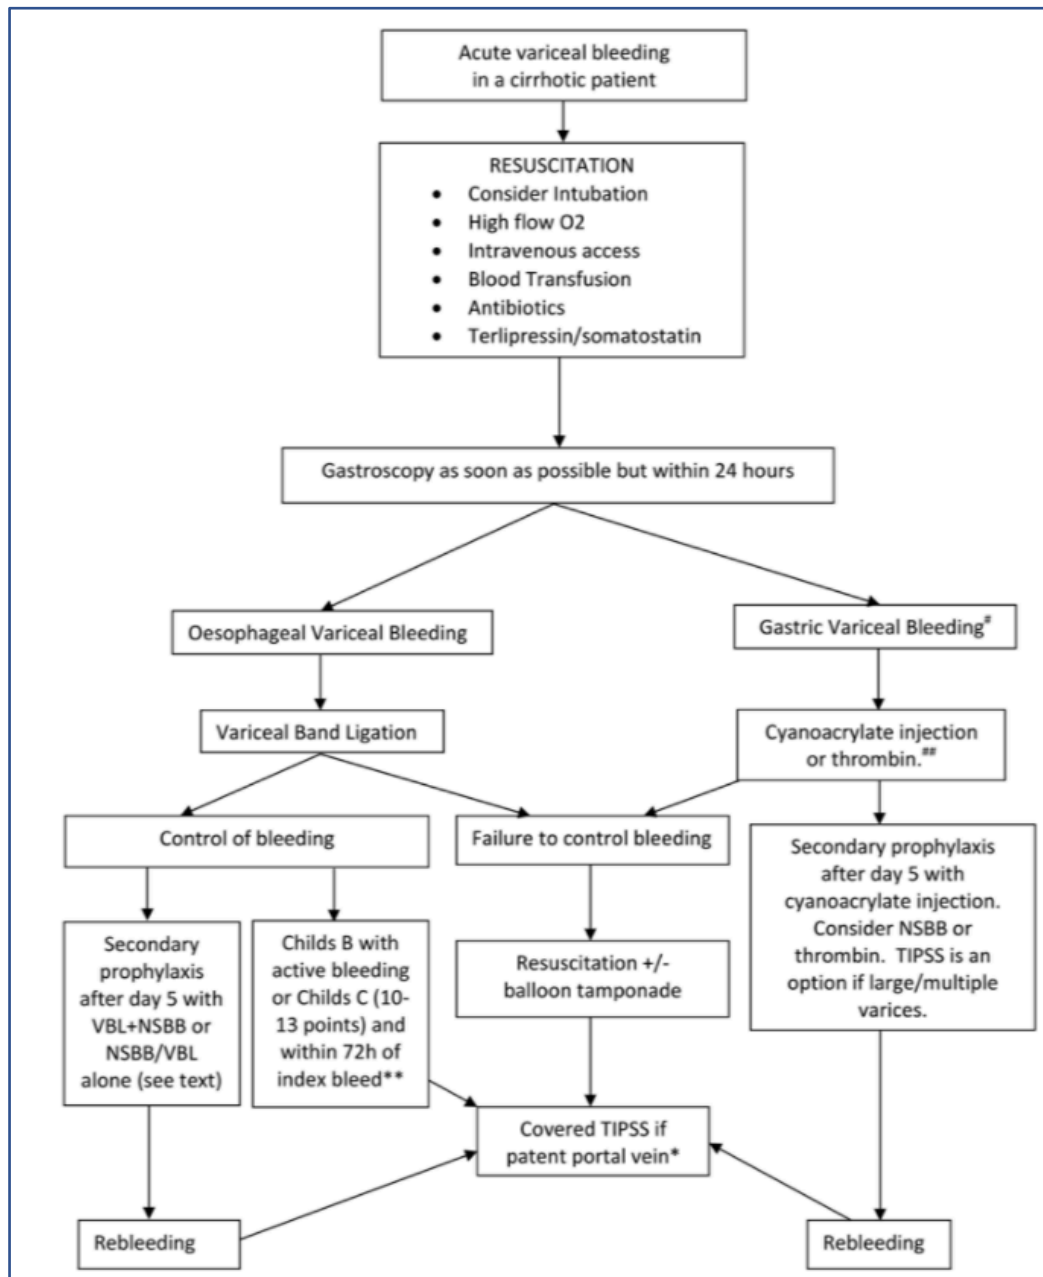 Acute variceal bleeding
in a cirrhotic patient
RESUSCITATION
• Consider Intubation
• High flow O2
• Intravenous access
• Blood Transfusion
• Antibiotics
• Terlipressin/somatostatin
Gastroscopy as soon as possible but within 24 hours
Oesophageal Variceal Bleeding
Gastric Variceal Bleeding#
Variceal Band Ligation
Cyanoacrylate injection
or thrombin.##
Control of bleeding
Failure to control bleeding
Secondary prophylaxis
after day 5 with
cyanoacrylate injection.
Consider NSBB or
thrombin. TIPSS is an
option if large/multiple
varices.
Secondary
prophylaxis
after day 5 with
VBL+NSBB or
NSBB/VBL
alone (see text)
Childs B with
active bleeding
or Childs C (10-
13 points) and
within 72h of
index bleed**
Resuscitation +/-
balloon tamponade
Covered TIPSS if
patent portal vein*
Rebleeding
Rebleeding